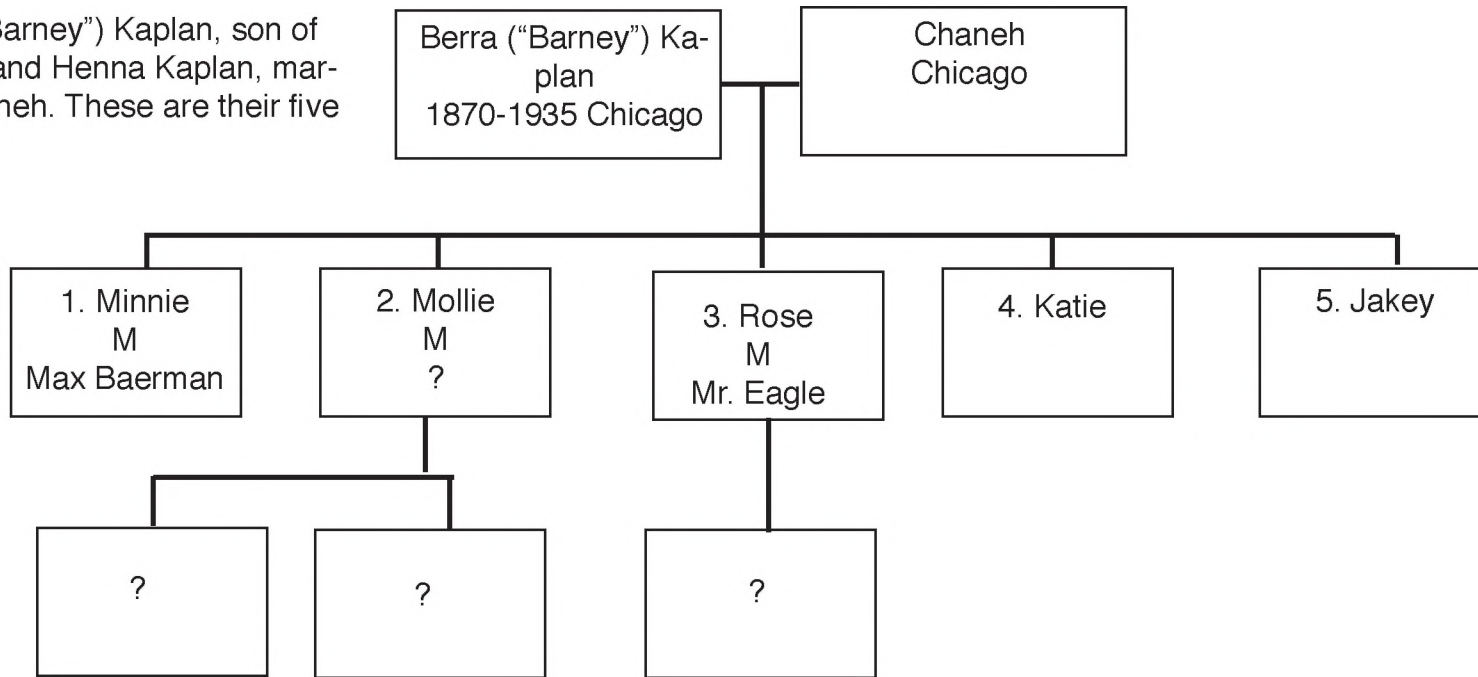 Barney”) Kaplan, son of
and Henna Kaplan, mar-
neh. These are their five
Berra (“Barney”) Ka-
plan
1870-1935 Chicago
Chaneh
Chicago
1. Minnie
M
Max Baerman
2. Mollie
M
?
3. Rose
M
Mr. Eagle
4. Katie
5. Jakey
?
?
?